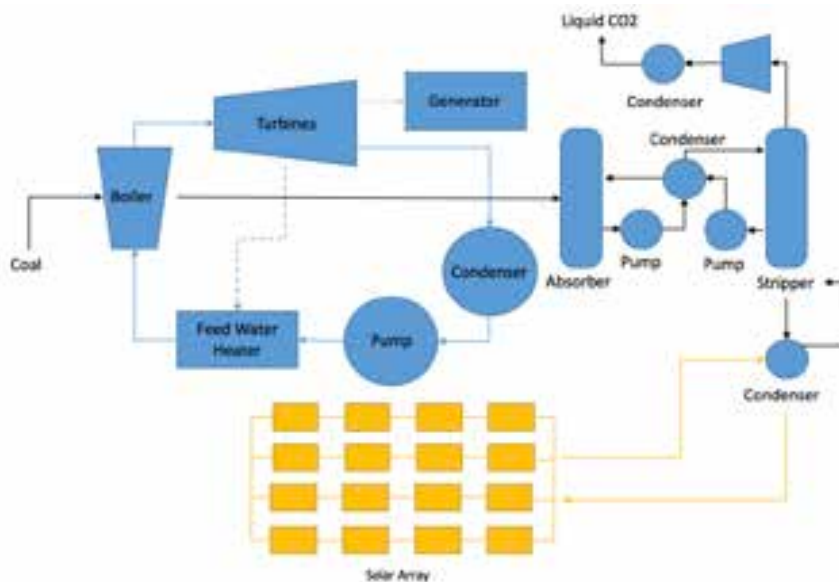 Liquid CO2
Condenser
Generator
Turbines
Condenser
Boiler
Coal
Absorber
Pump
Pump
Stripper
Condenser
Feed Water
Heater
Pump
Condenser
Solar Array